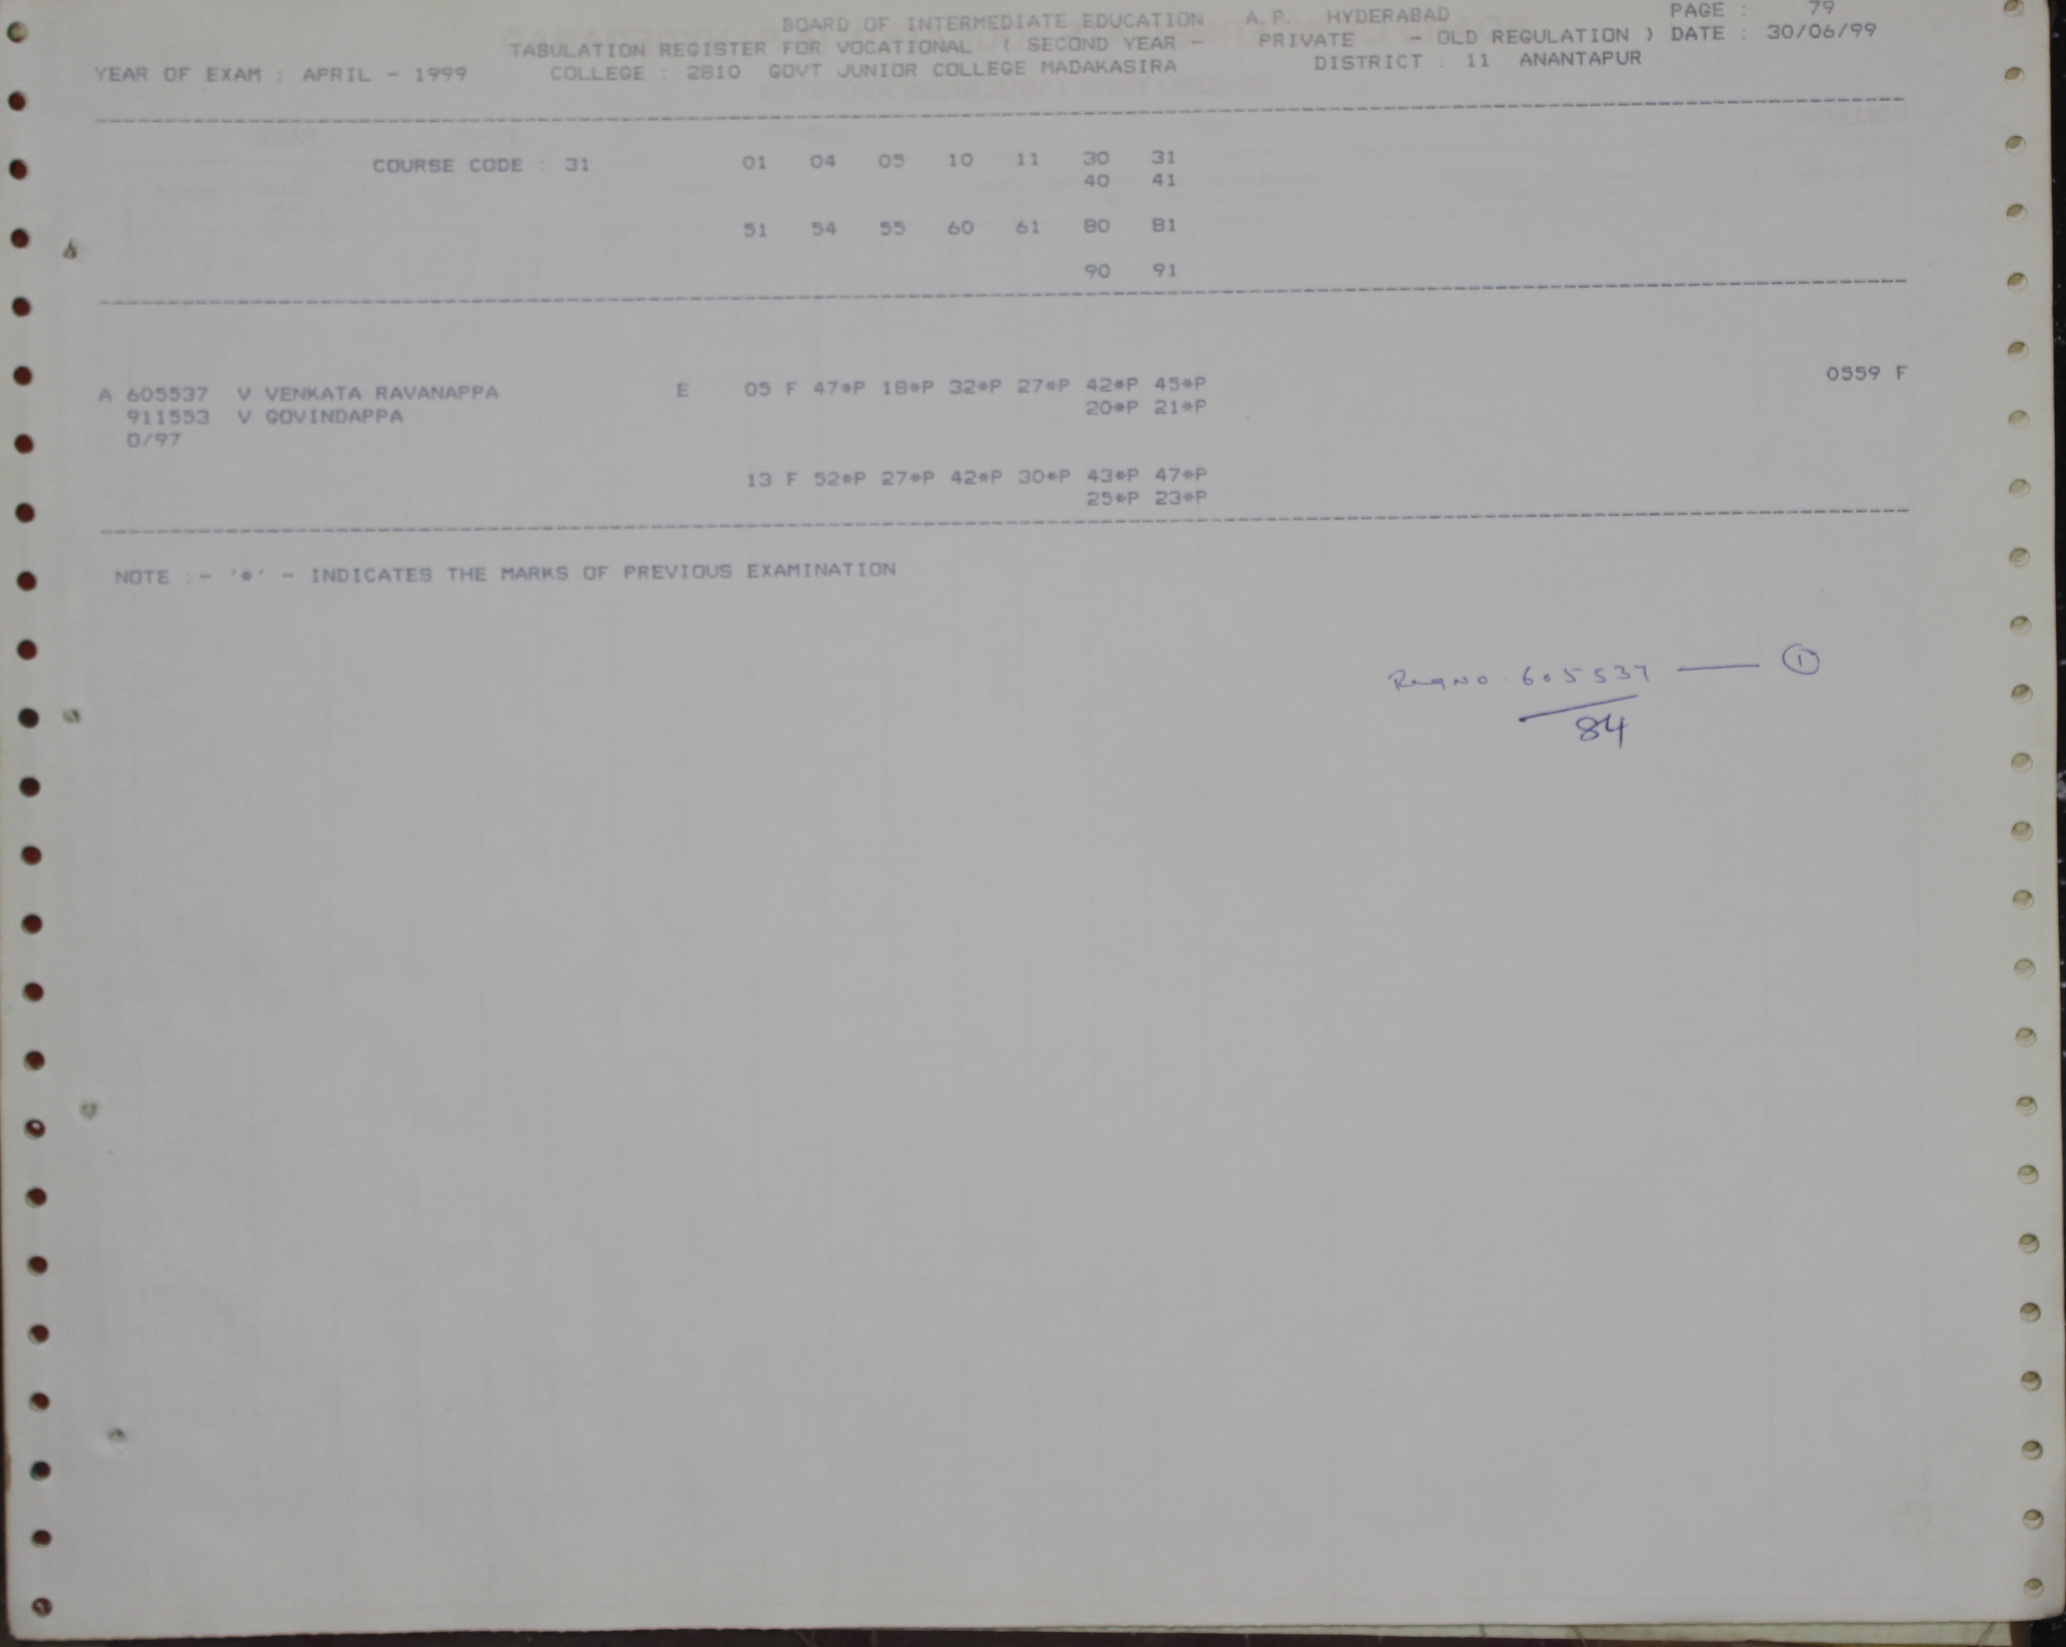 BOARD OF INTERMEDIATE EDUCATION A.P. HYDERABAD PAGE : 79
TABULATION REGISTER FOR VOCATIONAL ( SECOND YEAR - PRIVATE - OLD REGULATION ) DATE : 30/06/99
YEAR OF EXAM : APRIL - 1999 COLLEGE : 2810 GOVT JUNIOR COLLEGE MADAKASIRA DISTRICT : 11 ANANTAPUR
COURSE CODE : 31 01 04 05 10 11 30 31
40 41
51 54 55 60 61 80 81
90 91
A 605537 V VENKATA RAVANAPPA E 05 F 47*P 18*P 32*P 27*P 42*P 45*P 0559 F
911553 V GOVINDAPPA 20*P 21*P
O/97
13 F 52*P 27*P 42*P 30*P 43*P 47*P
25*P 23*P
NOTE :- '*' - INDICATES THE MARKS OF PREVIOUS EXAMINATION
Reg No. 605537 —— 1
84